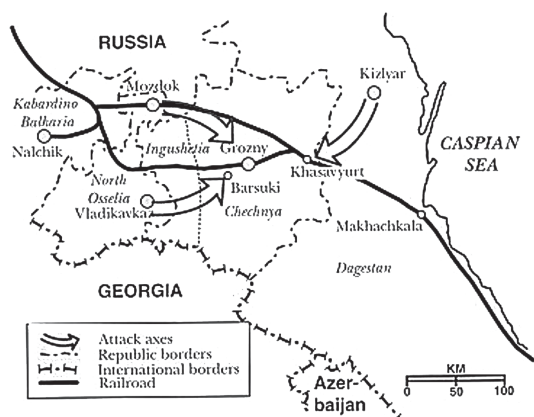 RUSSIA
Kizlyar
Mozdok
Kabardino
Balkaria
CASPIAN
SEA
Nalchik
Ingushetia
Grozny
Khasavyurt
North
Osselia
Barsuki
Vladikavkaz
Chechnya
Makhachkala
Dagestan
GEORGIA
Attack axes
Republic borders
International borders
Railroad
Azer-
baijan
KM
0 50 100